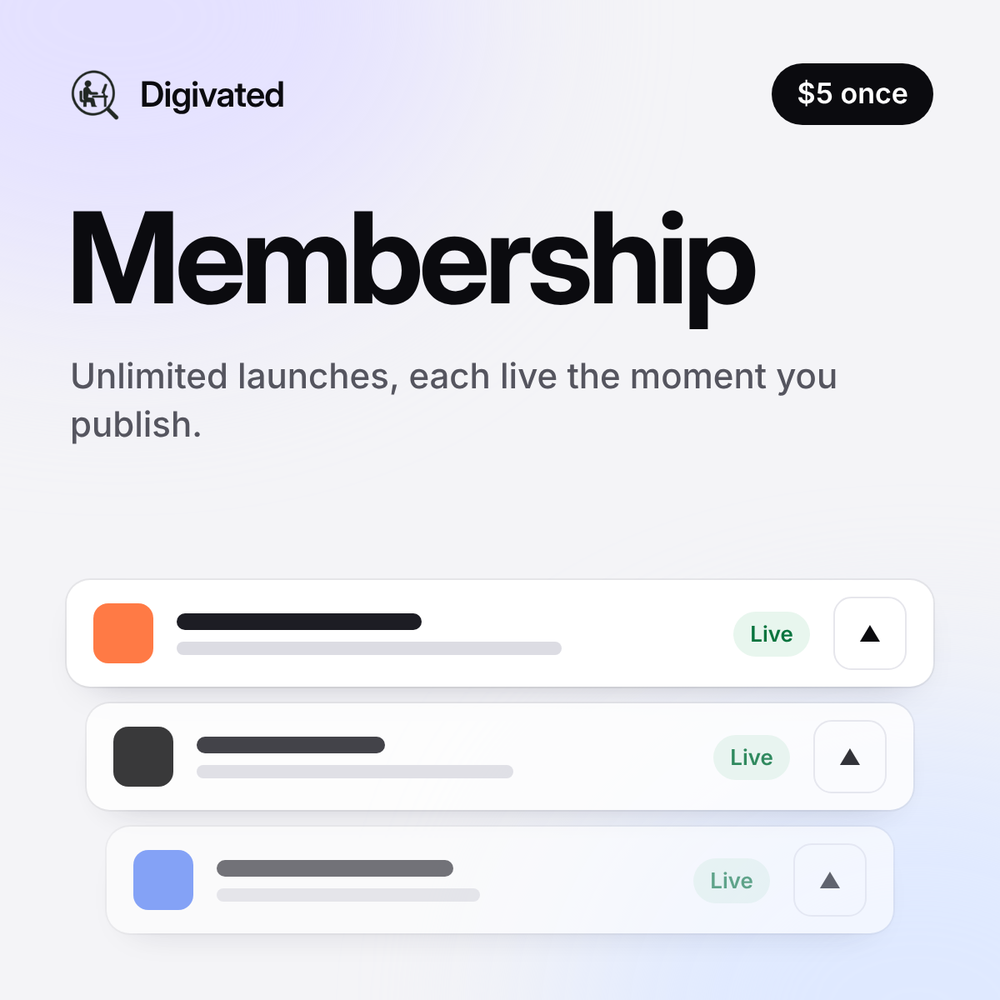 Digivated
$5 once
Membership
Unlimited launches, each live the moment you
publish.
Live
Live
Live